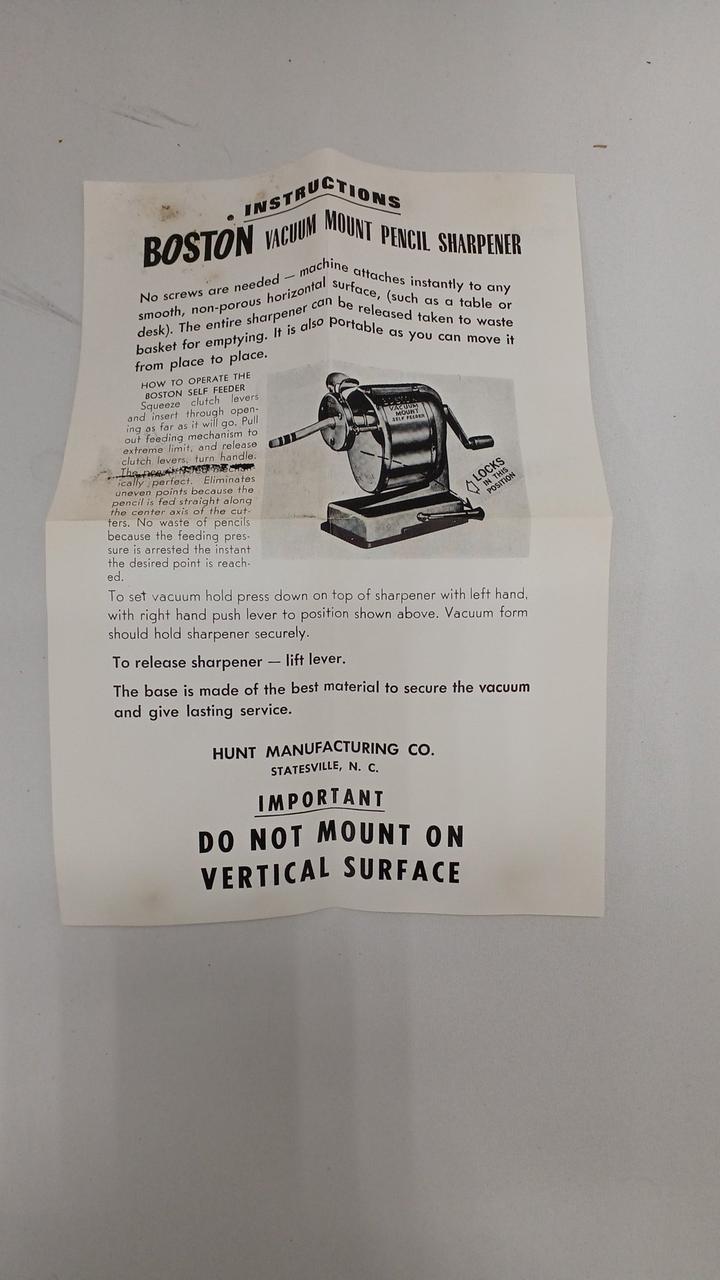 INSTRUCTIONS
BOSTON VACUUM MOUNT PENCIL SHARPENER
No screws are needed — machine attaches instantly to any
smooth, non-porous horizontal surface, (such as a table or
desk). The entire sharpener can be released taken to waste
basket for emptying. It is also portable as you can move it
from place to place.
HOW TO OPERATE THE
BOSTON SELF FEEDER
Squeeze clutch levers
and insert through open-
ing as far as it will go. Pull
out feeding mechanism to
extreme limit, and release
clutch levers, turn handle.
The
ically perfect. Eliminates
uneven points because the
pencil is fed straight along
the center axis of the cut-
ters. No waste of pencils
because the feeding pres-
sure is arrested the instant
the desired point is reach-
ed.
BOSTON
VACUUM
MOUNT
SELF FEEDER
LOCKS
IN THIS
POSITION
To set vacuum hold press down on top of sharpener with left hand,
with right hand push lever to position shown above. Vacuum form
should hold sharpener securely.
To release sharpener — lift lever.
The base is made of the best material to secure the vacuum
and give lasting service.
HUNT MANUFACTURING CO.
STATESVILLE, N. C.
IMPORTANT
DO NOT MOUNT ON
VERTICAL SURFACE